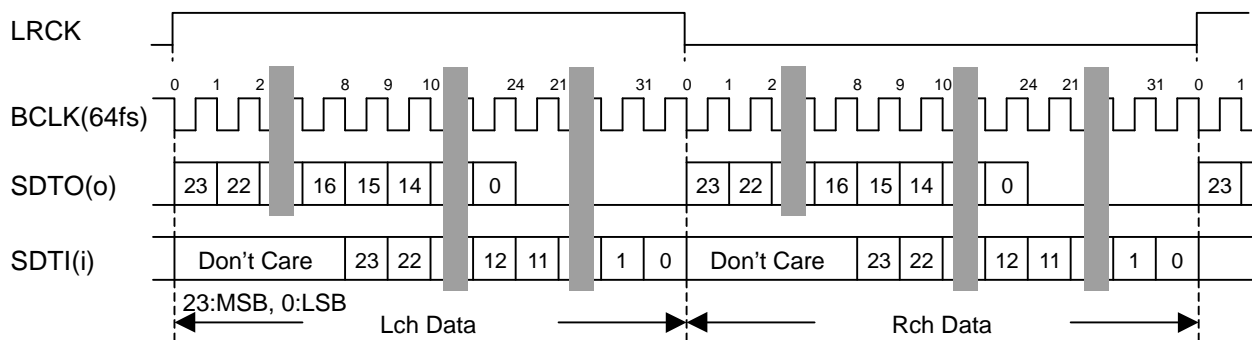 LRCK
0 1 2 8 9 10 24 21 31 0 1 2 8 9 10 24 21 31 0 1
BCLK(64fs)
SDTO(o) 23 22 16 15 14 0 23 22 16 15 14 0 23
SDTI(i) Don't Care 23 22 12 11 1 0 Don't Care 23 22 12 11 1 0
23:MSB, 0:LSB
Lch Data Rch Data